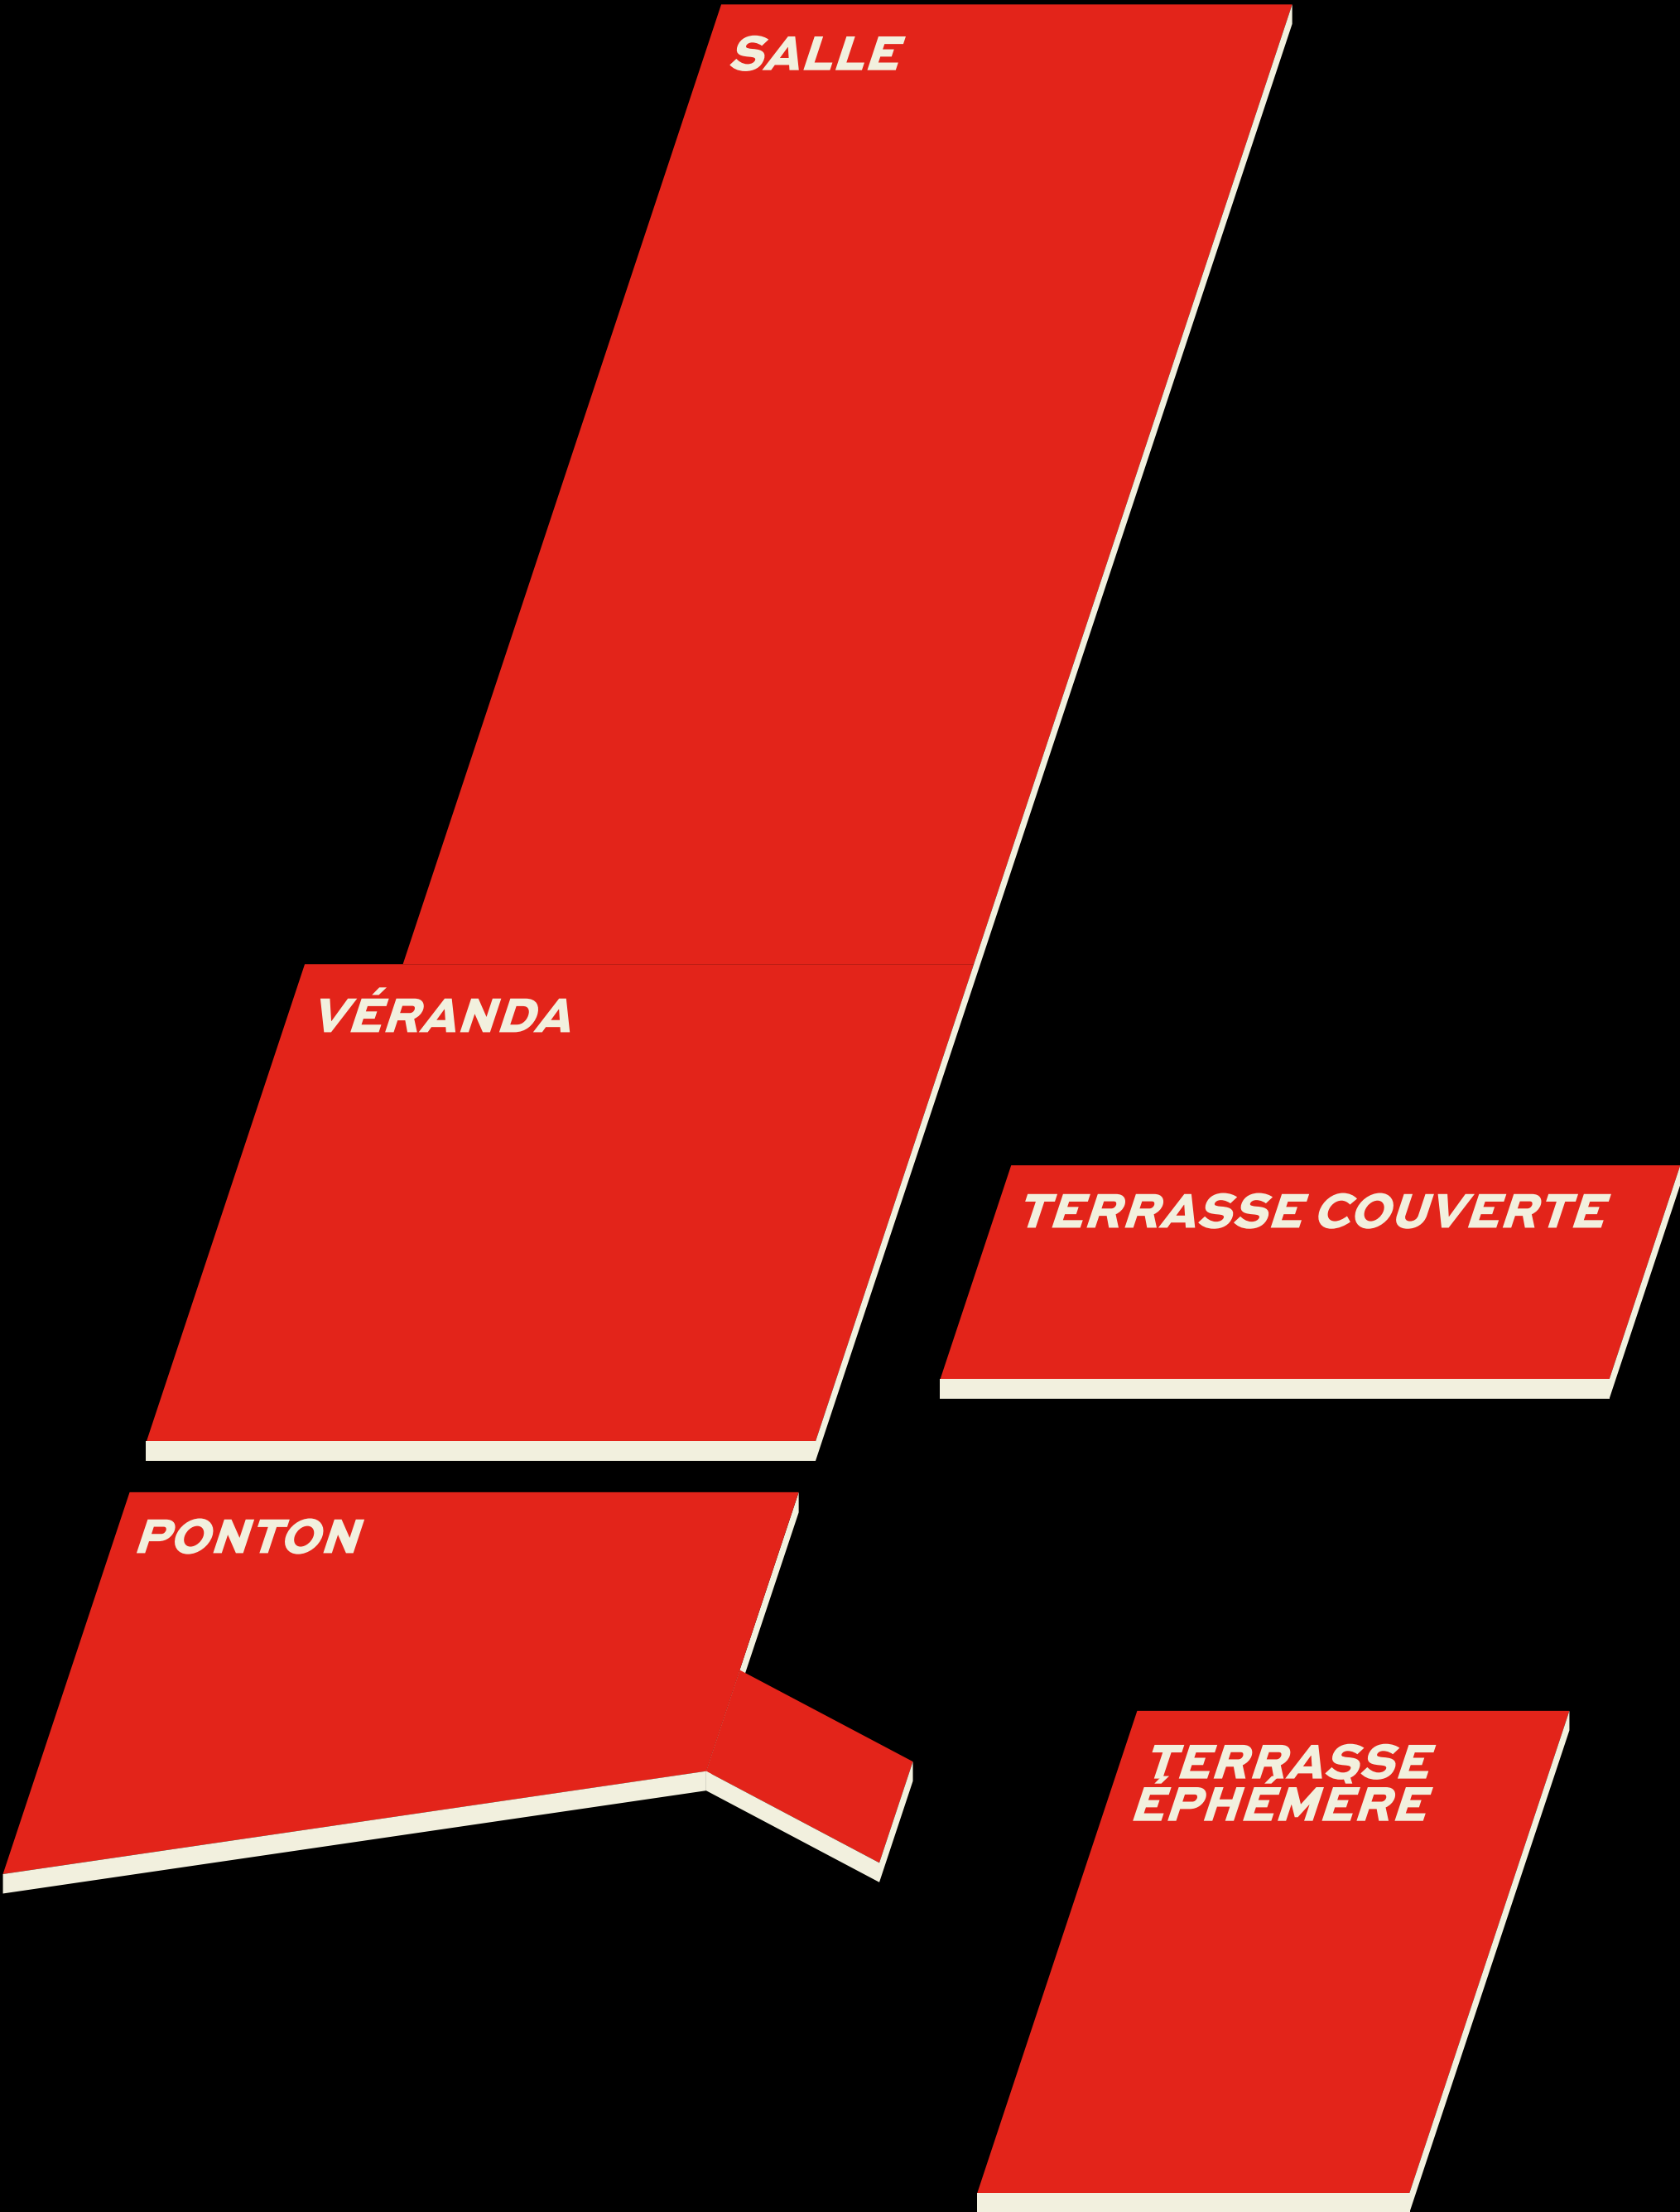 SALLE
VÉRANDA
TERRASSE COUVERTE
PONTON
TERRASSE
ÉPHÉMÈRE